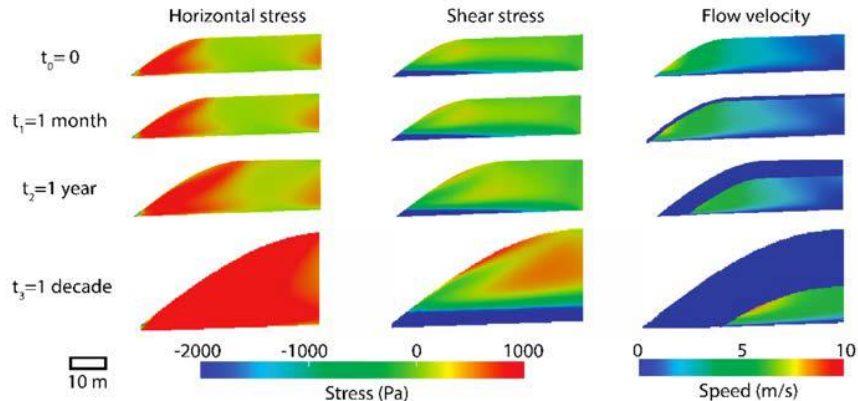 Horizontal stress Shear stress Flow velocity
t₀= 0
t₁=1 month
t₂=1 year
t₃=1 decade
-2000 -1000 0 1000 0 5 10
10 m Stress (Pa) Speed (m/s)